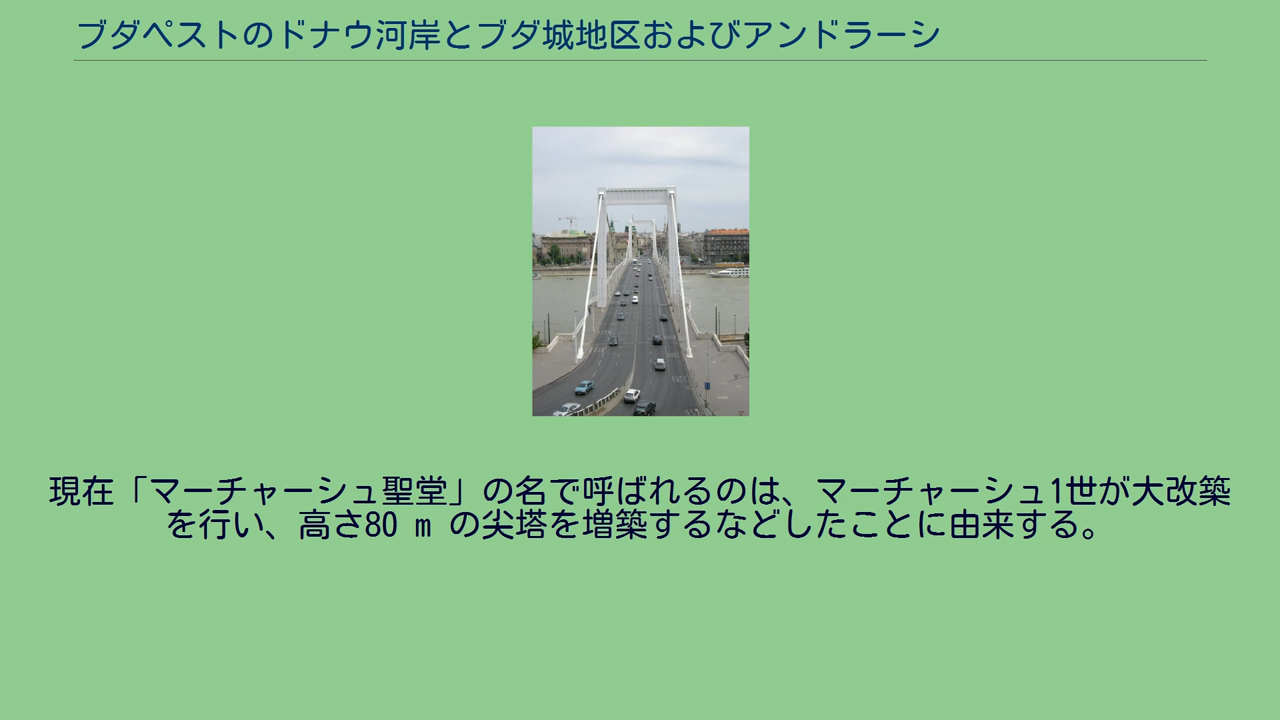 ブダペストのドナウ河岸とブダ城地区およびアンドラーシ
現在「マーチャーシュ聖堂」の名で呼ばれるのは、マーチャーシュ1世が大改築
を行い、高さ80 m の尖塔を増築するなどしたことに由来する。